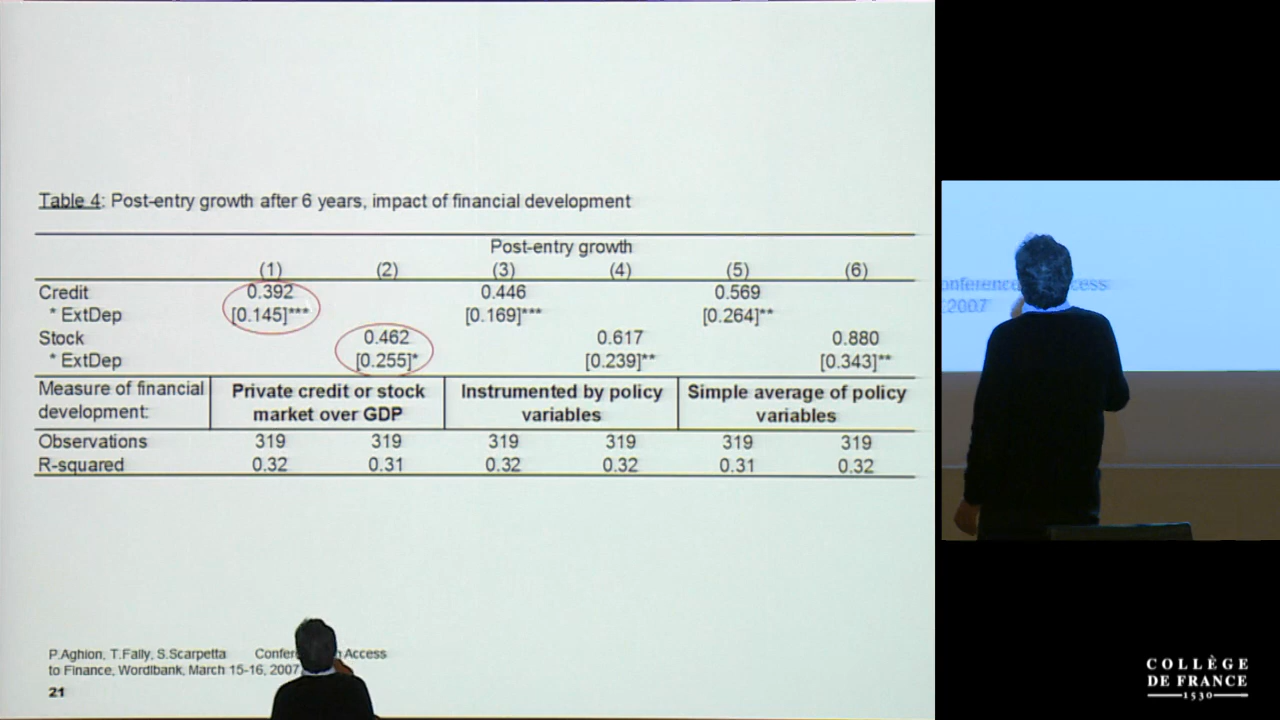 Table 4: Post-entry growth after 6 years, impact of financial development
Post-entry growth
(1) (2) (3) (4) (5) (6)
Credit 0.392 0.446 0.569
* ExtDep [0.145]*** [0.169]*** [0.264]**
Stock 0.462 0.617 0.880
* ExtDep [0.255]* [0.239]** [0.343]**
Measure of financial development: Private credit or stock market over GDP Instrumented by policy variables Simple average of policy variables
Observations 319 319 319 319 319 319
R-squared 0.32 0.31 0.32 0.32 0.31 0.32
P.Aghion, T.Fally, S.Scarpetta Access
to Finance, Wordlbank, March 15-16, 2007
21
onference cess
2007
COLLÈGE
DE FRANCE
1530